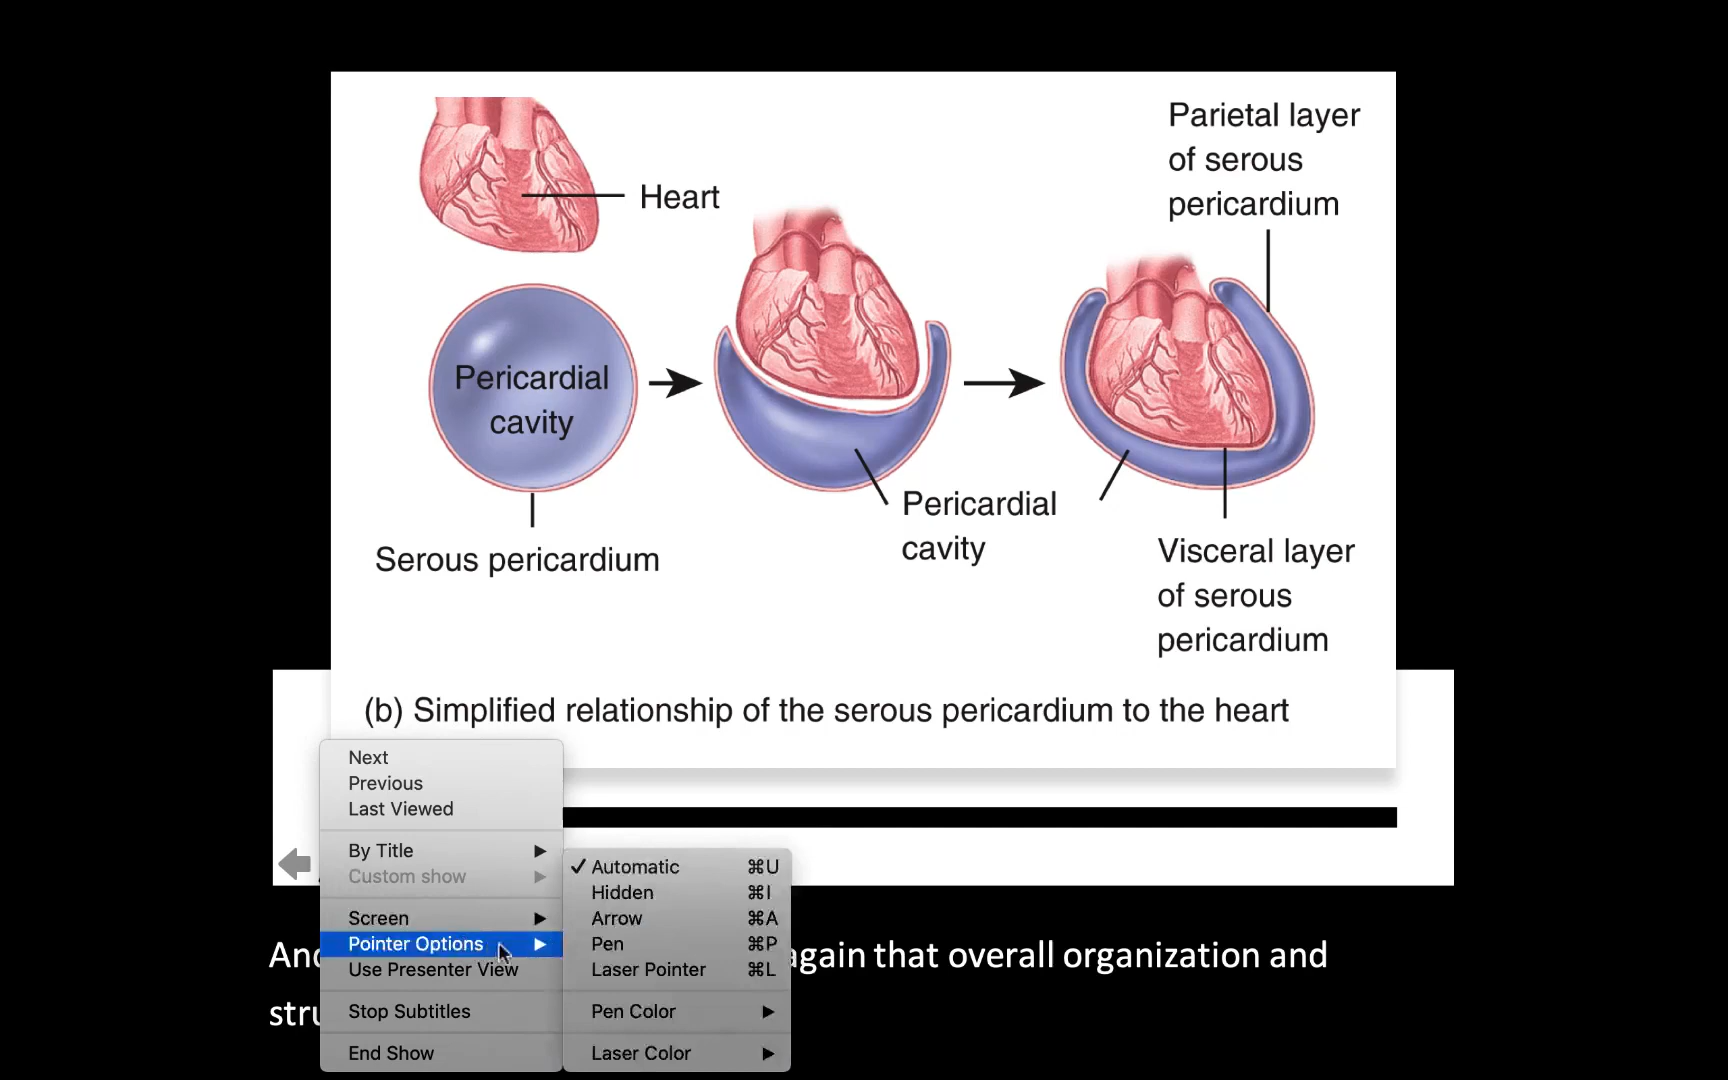 Parietal layer
of serous
pericardium
Heart
Pericardial
cavity
Serous pericardium
Pericardial
cavity
Visceral layer
of serous
pericardium
(b) Simplified relationship of the serous pericardium to the heart
Next
Previous
Last Viewed
By Title
Custom show
Screen
Pointer Options
Use Presenter View
Stop Subtitles
End Show
✓ Automatic ⌘U
Hidden ⌘I
Arrow ⌘A
Pen ⌘P
Laser Pointer ⌘L
Pen Color
Laser Color
again that overall organization and